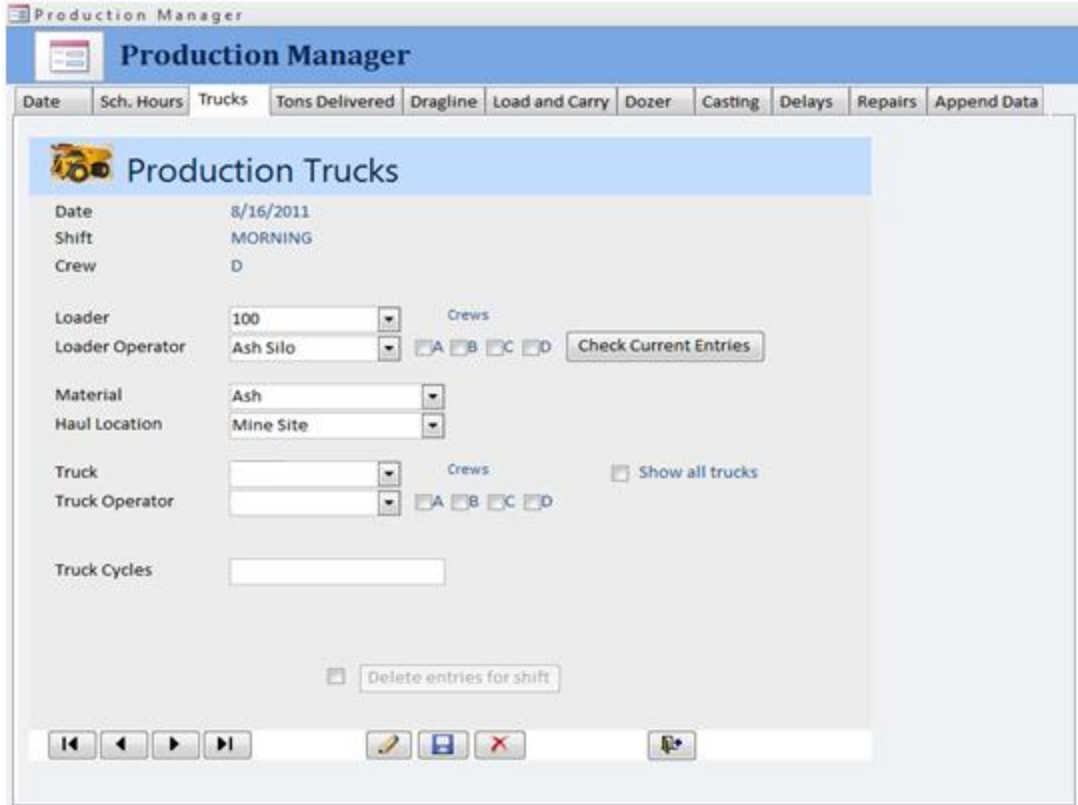 Production Manager
Production Manager
Date Sch. Hours Trucks Tons Delivered Dragline Load and Carry Dozer Casting Delays Repairs Append Data
Production Trucks
Date 8/16/2011
Shift MORNING
Crew D
Loader 100 Crews
Loader Operator Ash Silo A B C D Check Current Entries
Material Ash
Haul Location Mine Site
Truck Crews Show all trucks
Truck Operator A B C D
Truck Cycles
Delete entries for shift